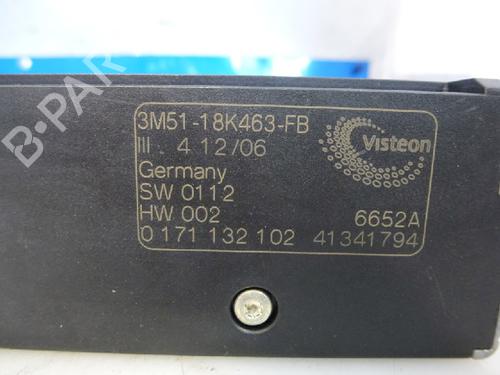 B-PARTS
3M51-18K463-FB
III . 4 12/06
Visteon
Germany
SW 0112
HW 002 6652A
0 171 132 102 41341794